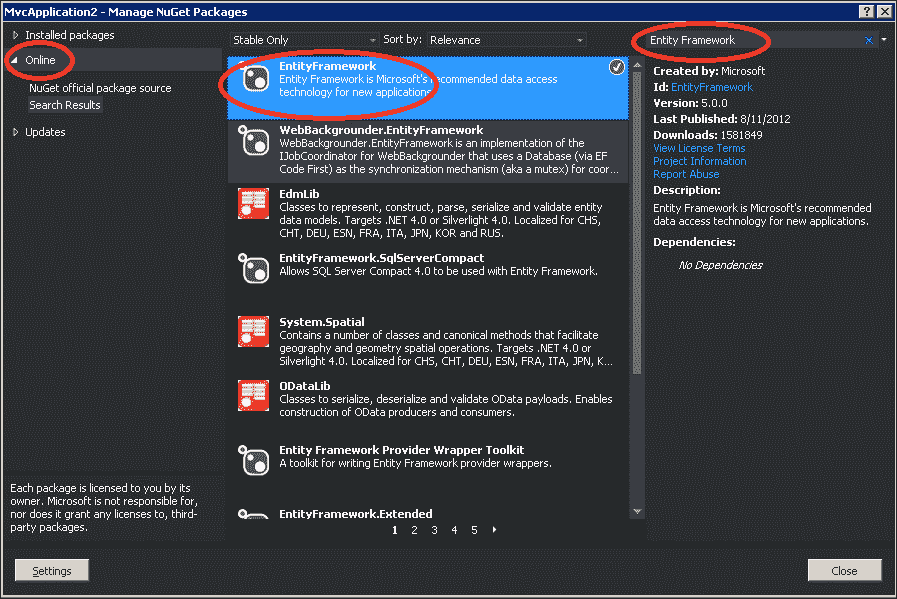 MvcApplication2 - Manage NuGet Packages
Installed packages
Online
NuGet official package source
Search Results
Updates
Each package is licensed to you by its
owner. Microsoft is not responsible for,
nor does it grant any licenses to, third-
party packages.
Settings
Stable Only
Sort by: Relevance
EntityFramework
Entity Framework is Microsoft's recommended data access
technology for new applications.
WebBackgrounder.EntityFramework
WebBackgrounder.EntityFramework is an implementation of the
IJobCoordinator for WebBackgrounder that uses a Database (via EF
Code First) as the synchronization mechanism (aka a mutex) for coor...
EdmLib
Classes to represent, construct, parse, serialize and validate entity
data models. Targets .NET 4.0 or Silverlight 4.0. Localized for CHS,
CHT, DEU, ESN, FRA, ITA, JPN, KOR and RUS.
EntityFramework.SqlServerCompact
Allows SQL Server Compact 4.0 to be used with Entity Framework.
System.Spatial
Contains a number of classes and canonical methods that facilitate
geography and geometry spatial operations. Targets .NET 4.0 or
Silverlight 4.0. Localized for CHS, CHT, DEU, ESN, FRA, ITA, JPN, K...
ODataLib
Classes to serialize, deserialize and validate OData payloads. Enables
construction of OData producers and consumers.
Entity Framework Provider Wrapper Toolkit
A toolkit for writing Entity Framework provider wrappers.
EntityFramework.Extended
1 2 3 4 5
Entity Framework
Created by: Microsoft
Id: EntityFramework
Version: 5.0.0
Last Published: 8/11/2012
Downloads: 1581849
View License Terms
Project Information
Report Abuse
Description:
Entity Framework is Microsoft's recommended
data access technology for new applications.
Dependencies:
No Dependencies
Close